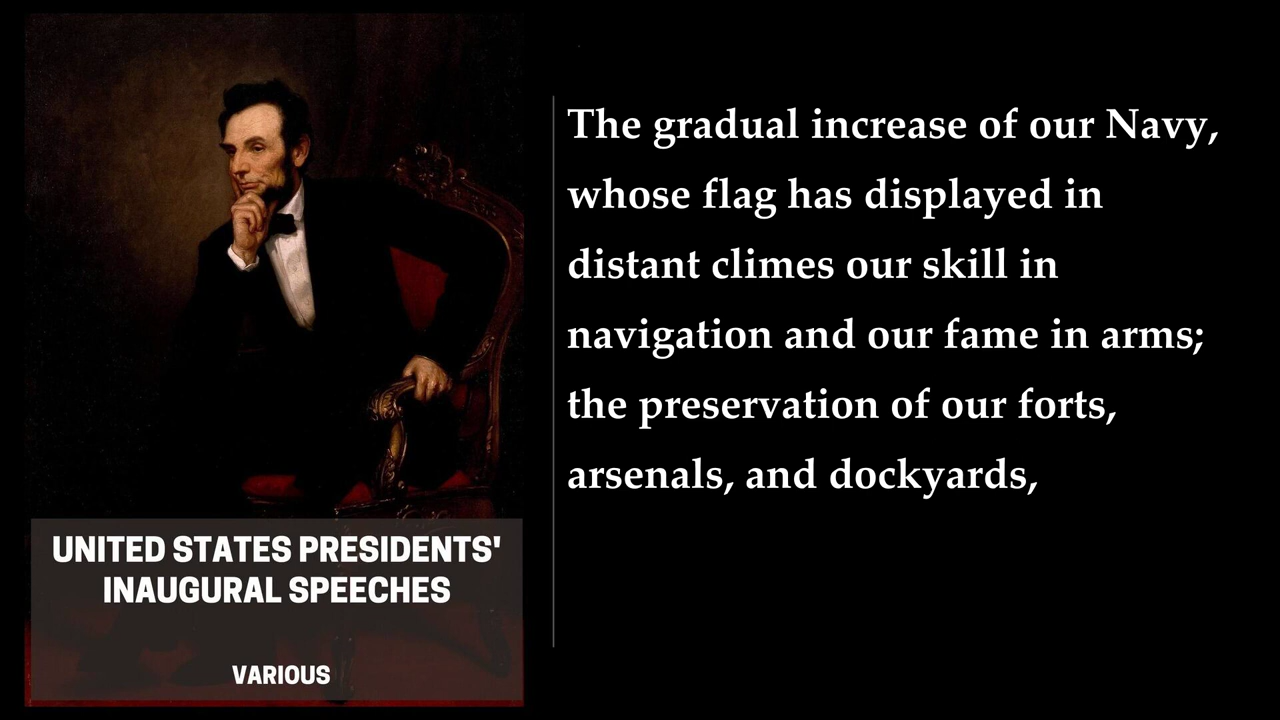 The gradual increase of our Navy,
whose flag has displayed in
distant climes our skill in
navigation and our fame in arms;
the preservation of our forts,
arsenals, and dockyards,
UNITED STATES PRESIDENTS'
INAUGURAL SPEECHES
VARIOUS